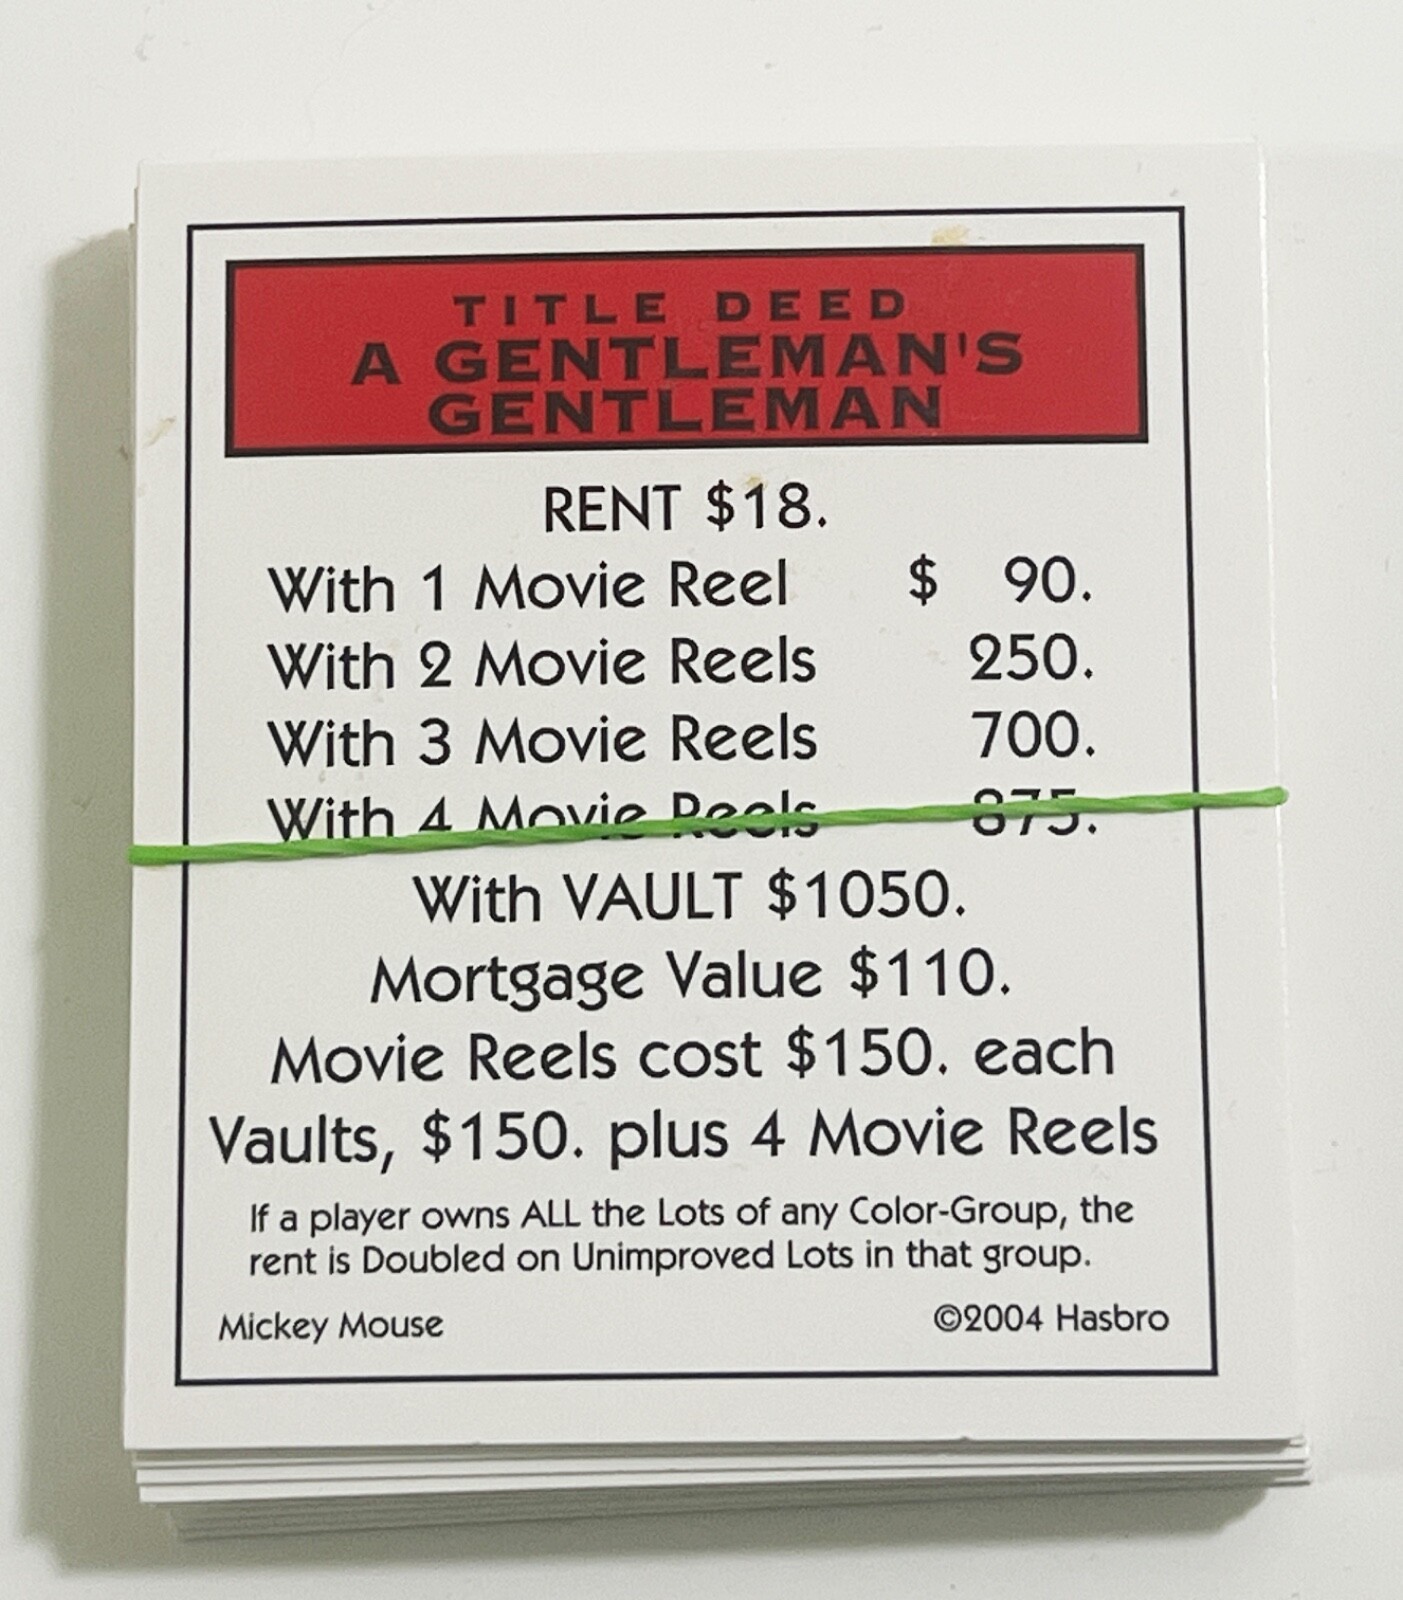 TITLE DEED
A GENTLEMAN'S
GENTLEMAN
RENT $18.
With 1 Movie Reel $ 90.
With 2 Movie Reels 250.
With 3 Movie Reels 700.
With 4 Movie Reels 875.
With VAULT $1050.
Mortgage Value $110.
Movie Reels cost $150. each
Vaults, $150. plus 4 Movie Reels
If a player owns ALL the Lots of any Color-Group, the
rent is Doubled on Unimproved Lots in that group.
Mickey Mouse ©2004 Hasbro